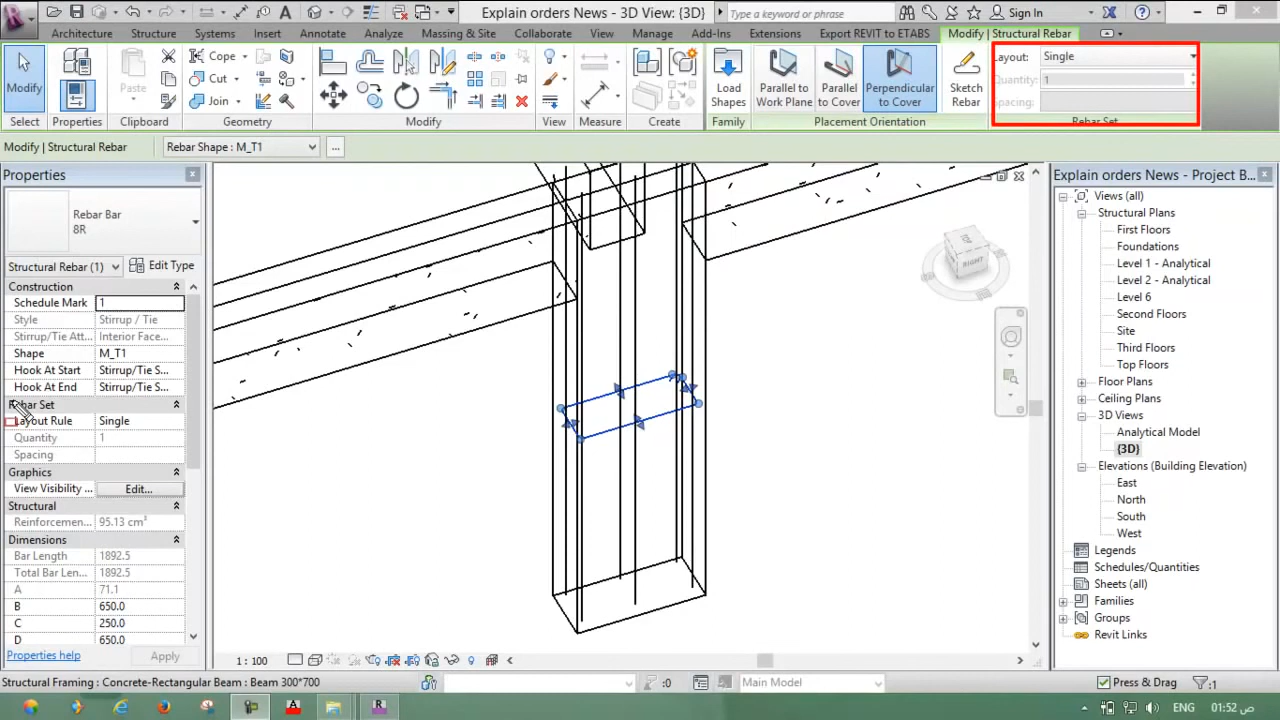 Explain orders News - 3D View: {3D}
Type a keyword or phrase
Sign In
Architecture Structure Systems Insert Annotate Analyze Massing & Site Collaborate View Manage Add-Ins Extensions Export REVIT to ETABS Modify | Structural Rebar
Modify
Select
Properties
Paste
Clipboard
Cope
Cut
Join
Geometry
Modify
View
Measure
Create
Load Shapes
Family
Parallel to Work Plane
Parallel to Cover
Perpendicular to Cover
Placement Orientation
Sketch Rebar
Layout: Single
Quantity: 1
Spacing:
Rebar Set
Modify | Structural Rebar
Rebar Shape : M_T1
...
Properties
Rebar Bar
8R
Structural Rebar (1)
Edit Type
Construction
Schedule Mark 1
Style Stirrup / Tie
Stirrup/Tie Att... Interior Face...
Shape M_T1
Hook At Start Stirrup/Tie S...
Hook At End Stirrup/Tie S...
Rebar Set
Layout Rule Single
Quantity 1
Spacing
Graphics
View Visibility ... Edit...
Structural
Reinforcemen... 95.13 cm³
Dimensions
Bar Length 1892.5
Total Bar Len... 1892.5
A 71.1
B 650.0
C 250.0
D 650.0
Properties help
Apply
TOP
RIGHT
1 : 100
Explain orders News - Project B...
Views (all)
Structural Plans
First Floors
Foundations
Level 1 - Analytical
Level 2 - Analytical
Level 6
Second Floors
Site
Third Floors
Top Floors
Floor Plans
Ceiling Plans
3D Views
Analytical Model
{3D}
Elevations (Building Elevation)
East
North
South
West
Legends
Schedules/Quantities
Sheets (all)
Families
Groups
Revit Links
Structural Framing : Concrete-Rectangular Beam : Beam 300*700
:0
Main Model
Press & Drag
:1
ENG
01:52 ص